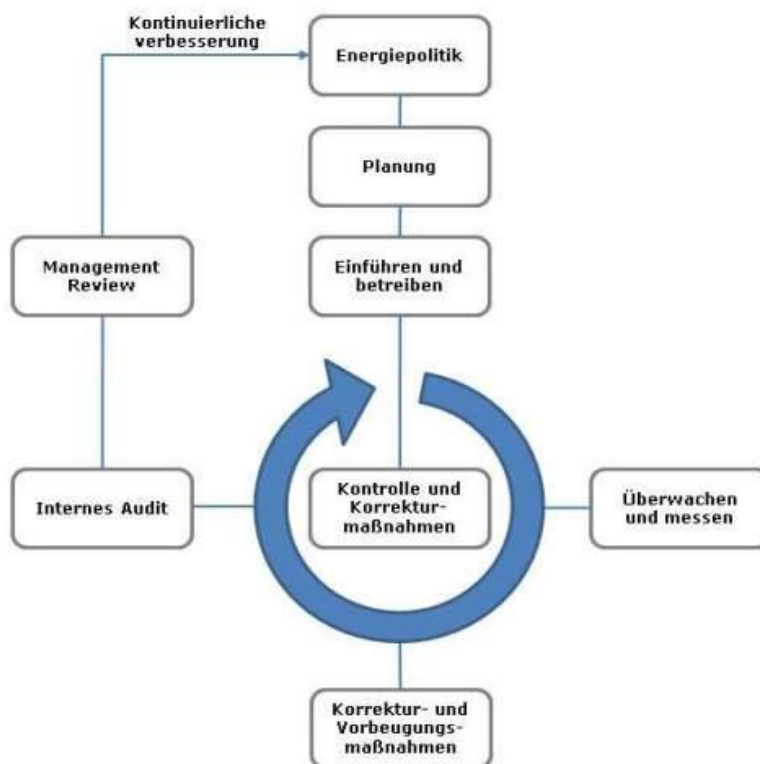 Kontinuierliche
verbesserung
Energiepolitik
Planung
Management
Review
Einführen und
betreiben
Internes Audit
Kontrolle und
Korrektur-
maßnahmen
Überwachen
und messen
Korrektur- und
Vorbeugungs-
maßnahmen